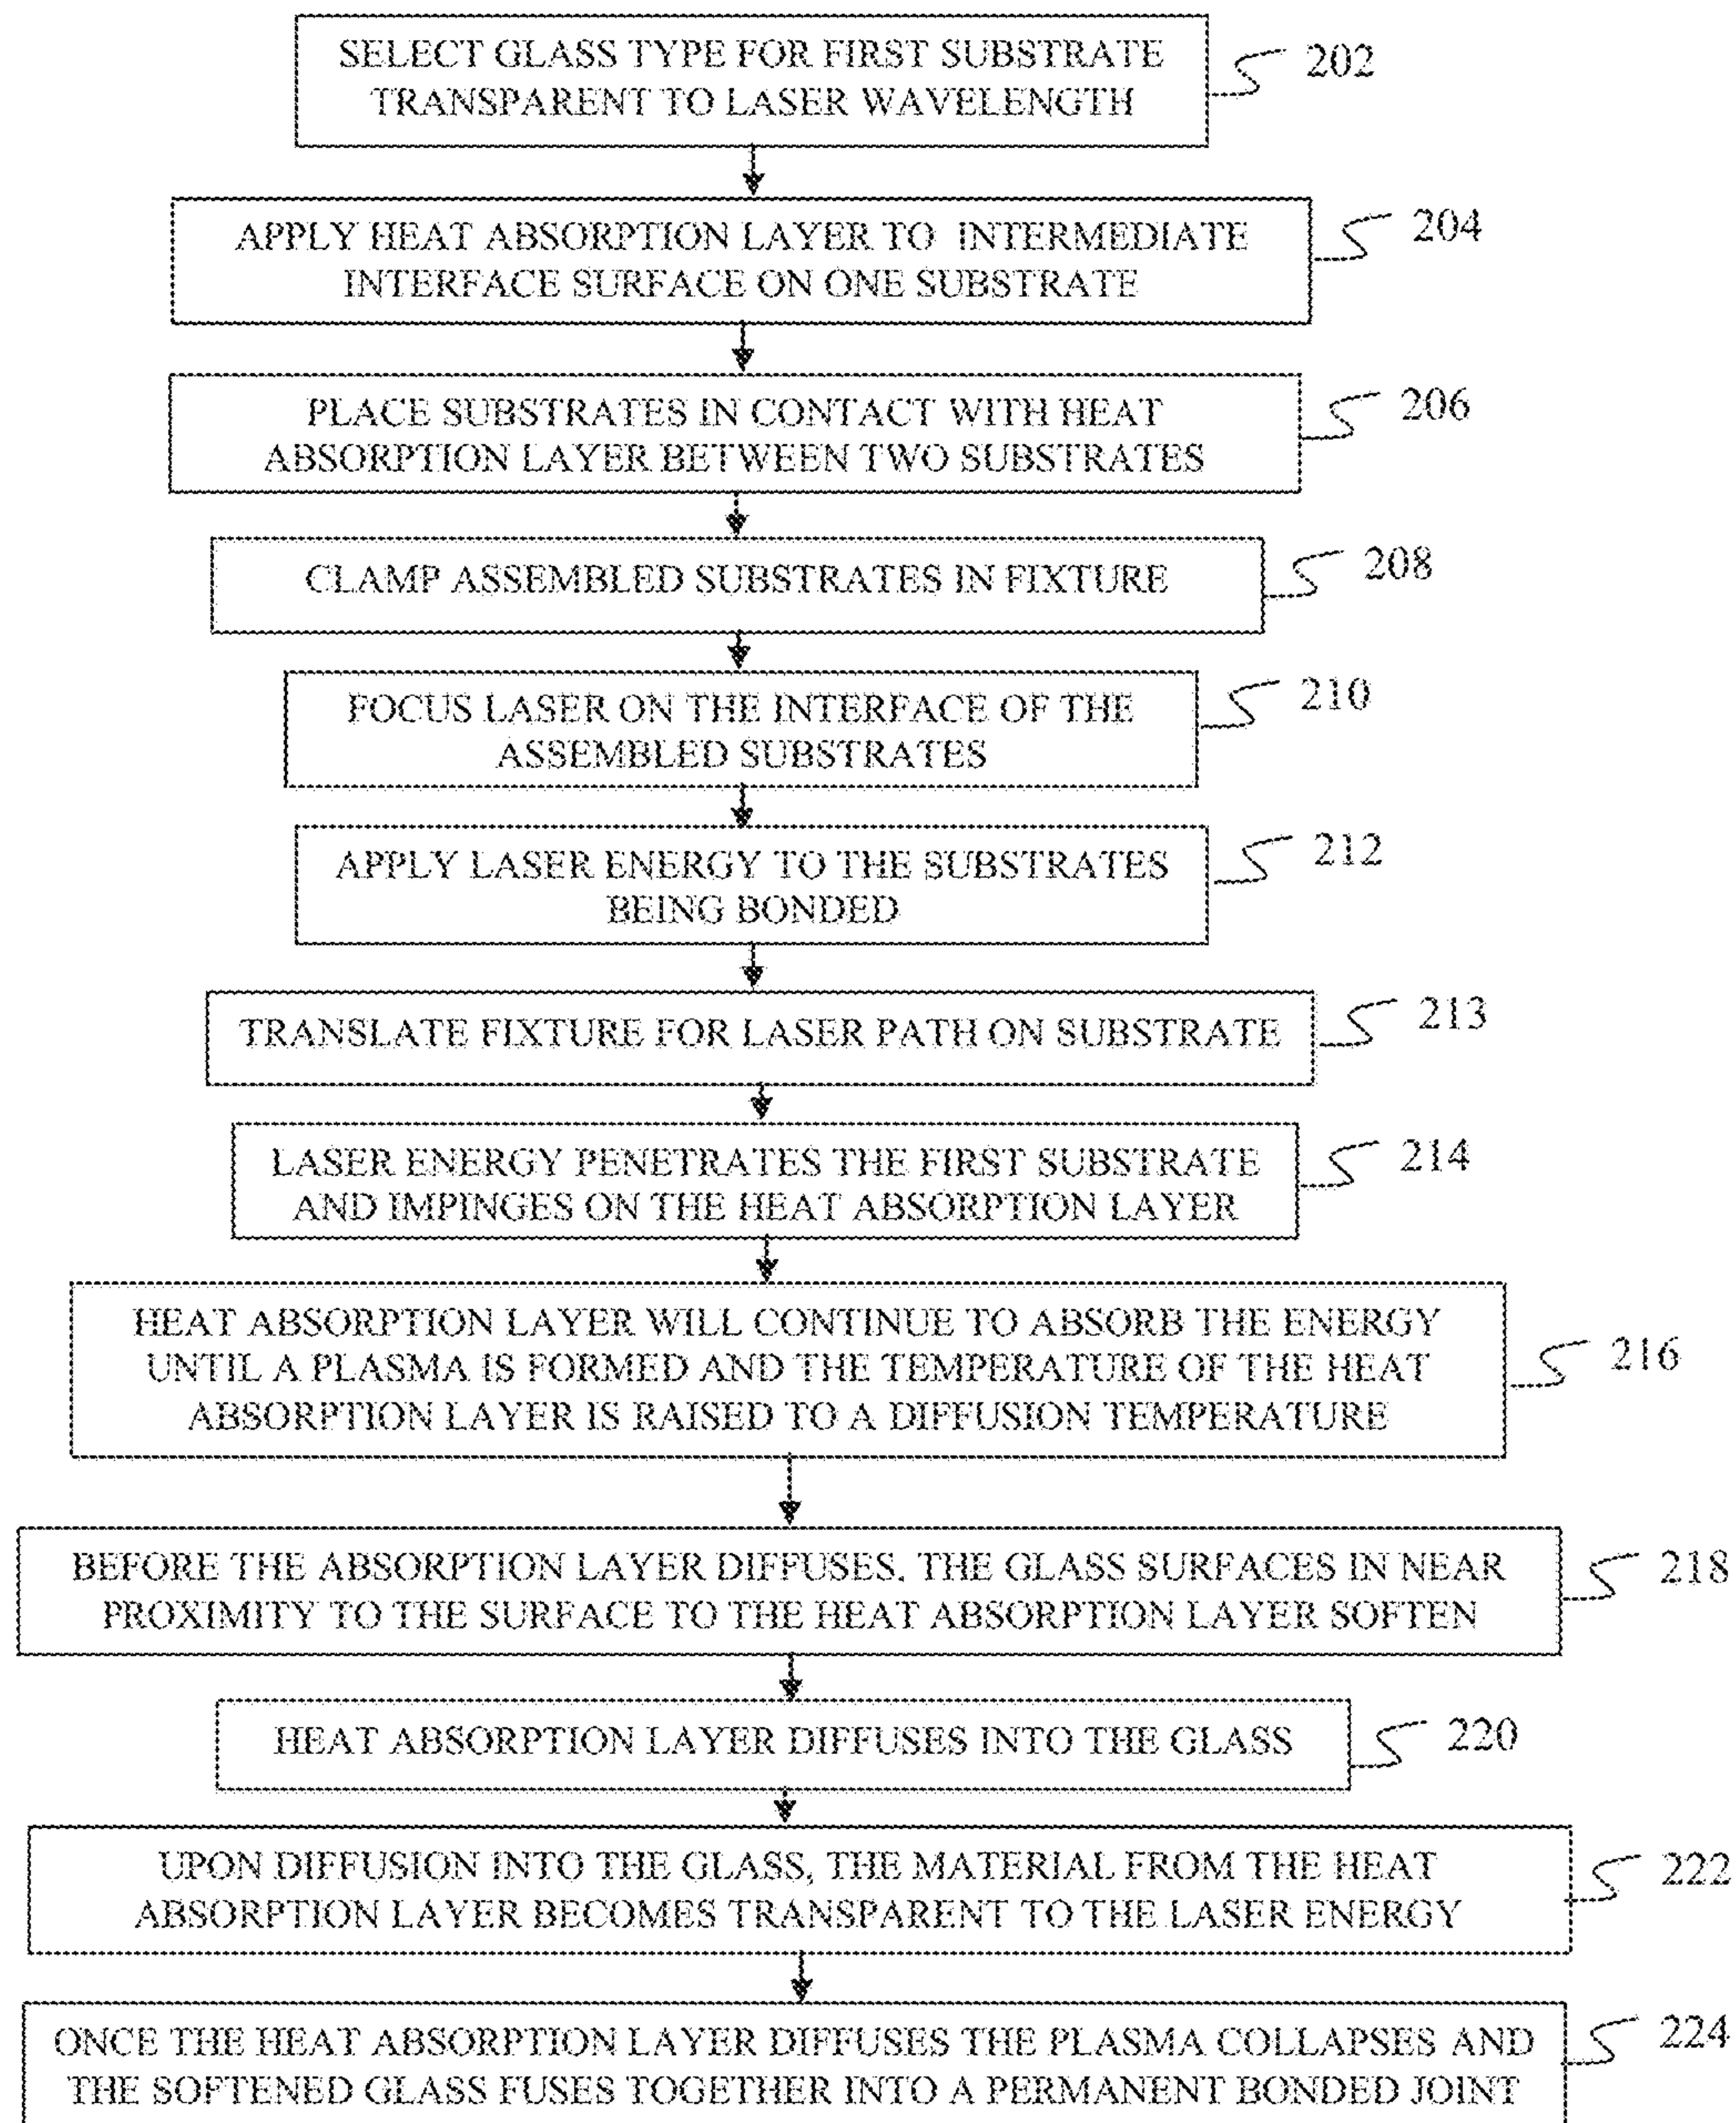 SELECT GLASS TYPE FOR FIRST SUBSTRATE
TRANSPARENT TO LASER WAVELENGTH
202
APPLY HEAT ABSORPTION LAYER TO INTERMEDIATE
INTERFACE SURFACE ON ONE SUBSTRATE
204
PLACE SUBSTRATES IN CONTACT WITH HEAT
ABSORPTION LAYER BETWEEN TWO SUBSTRATES
206
CLAMP ASSEMBLED SUBSTRATES IN FIXTURE
208
FOCUS LASER ON THE INTERFACE OF THE
ASSEMBLED SUBSTRATES
210
APPLY LASER ENERGY TO THE SUBSTRATES
BEING BONDED
212
TRANSLATE FIXTURE FOR LASER PATH ON SUBSTRATE
213
LASER ENERGY PENETRATES THE FIRST SUBSTRATE
AND IMPINGES ON THE HEAT ABSORPTION LAYER
214
HEAT ABSORPTION LAYER WILL CONTINUE TO ABSORB THE ENERGY
UNTIL A PLASMA IS FORMED AND THE TEMPERATURE OF THE HEAT
ABSORPTION LAYER IS RAISED TO A DIFFUSION TEMPERATURE
216
BEFORE THE ABSORPTION LAYER DIFFUSES. THE GLASS SURFACES IN NEAR
PROXIMITY TO THE SURFACE TO THE HEAT ABSORPTION LAYER SOFTEN
218
HEAT ABSORPTION LAYER DIFFUSES INTO THE GLASS
220
UPON DIFFUSION INTO THE GLASS, THE MATERIAL FROM THE HEAT
ABSORPTION LAYER BECOMES TRANSPARENT TO THE LASER ENERGY
222
ONCE THE HEAT ABSORPTION LAYER DIFFUSES THE PLASMA COLLAPSES AND
THE SOFTENED GLASS FUSES TOGETHER INTO A PERMANENT BONDED JOINT
224